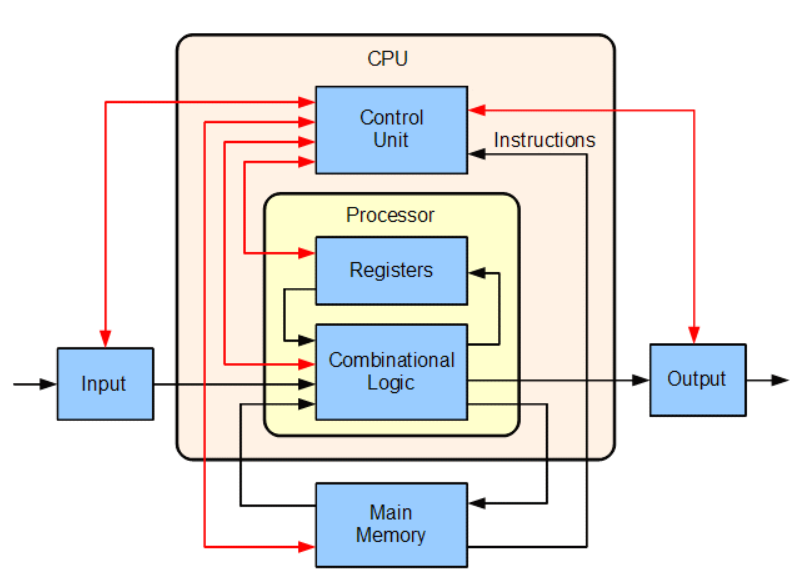 CPU
Control
Unit
Instructions
Processor
Registers
Combinational
Logic
Input
Output
Main
Memory